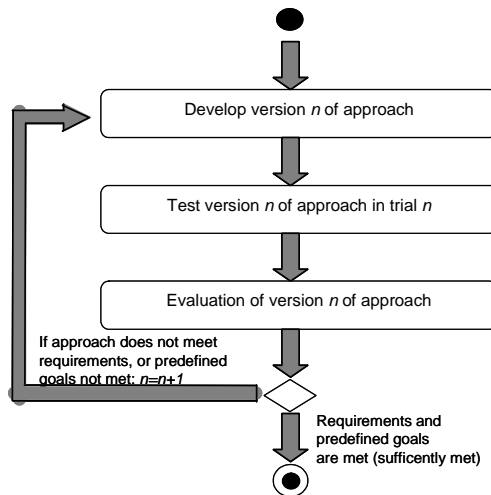 Develop version n of approach
Test version n of approach in trial n
Evaluation of version n of approach
If approach does not meet
requirements, or predefined
goals not met: n=n+1
Requirements and
predefined goals
are met (sufficently met)